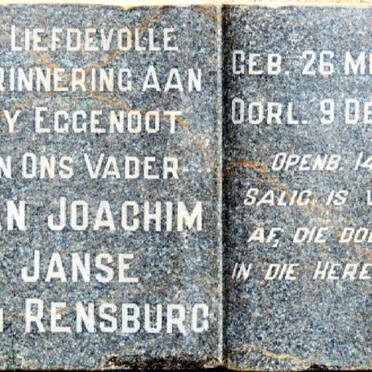 LIEFDEVOLLE
RINNERING AAN
Y EGGENOOT
N ONS VADER
N JOACHIM
JANSE
RENSBURG
GEB. 26 M
OORL. 9 DE
OPENB. 14
SALIG IS V
AF, DIE DOO
IN DIE HERE